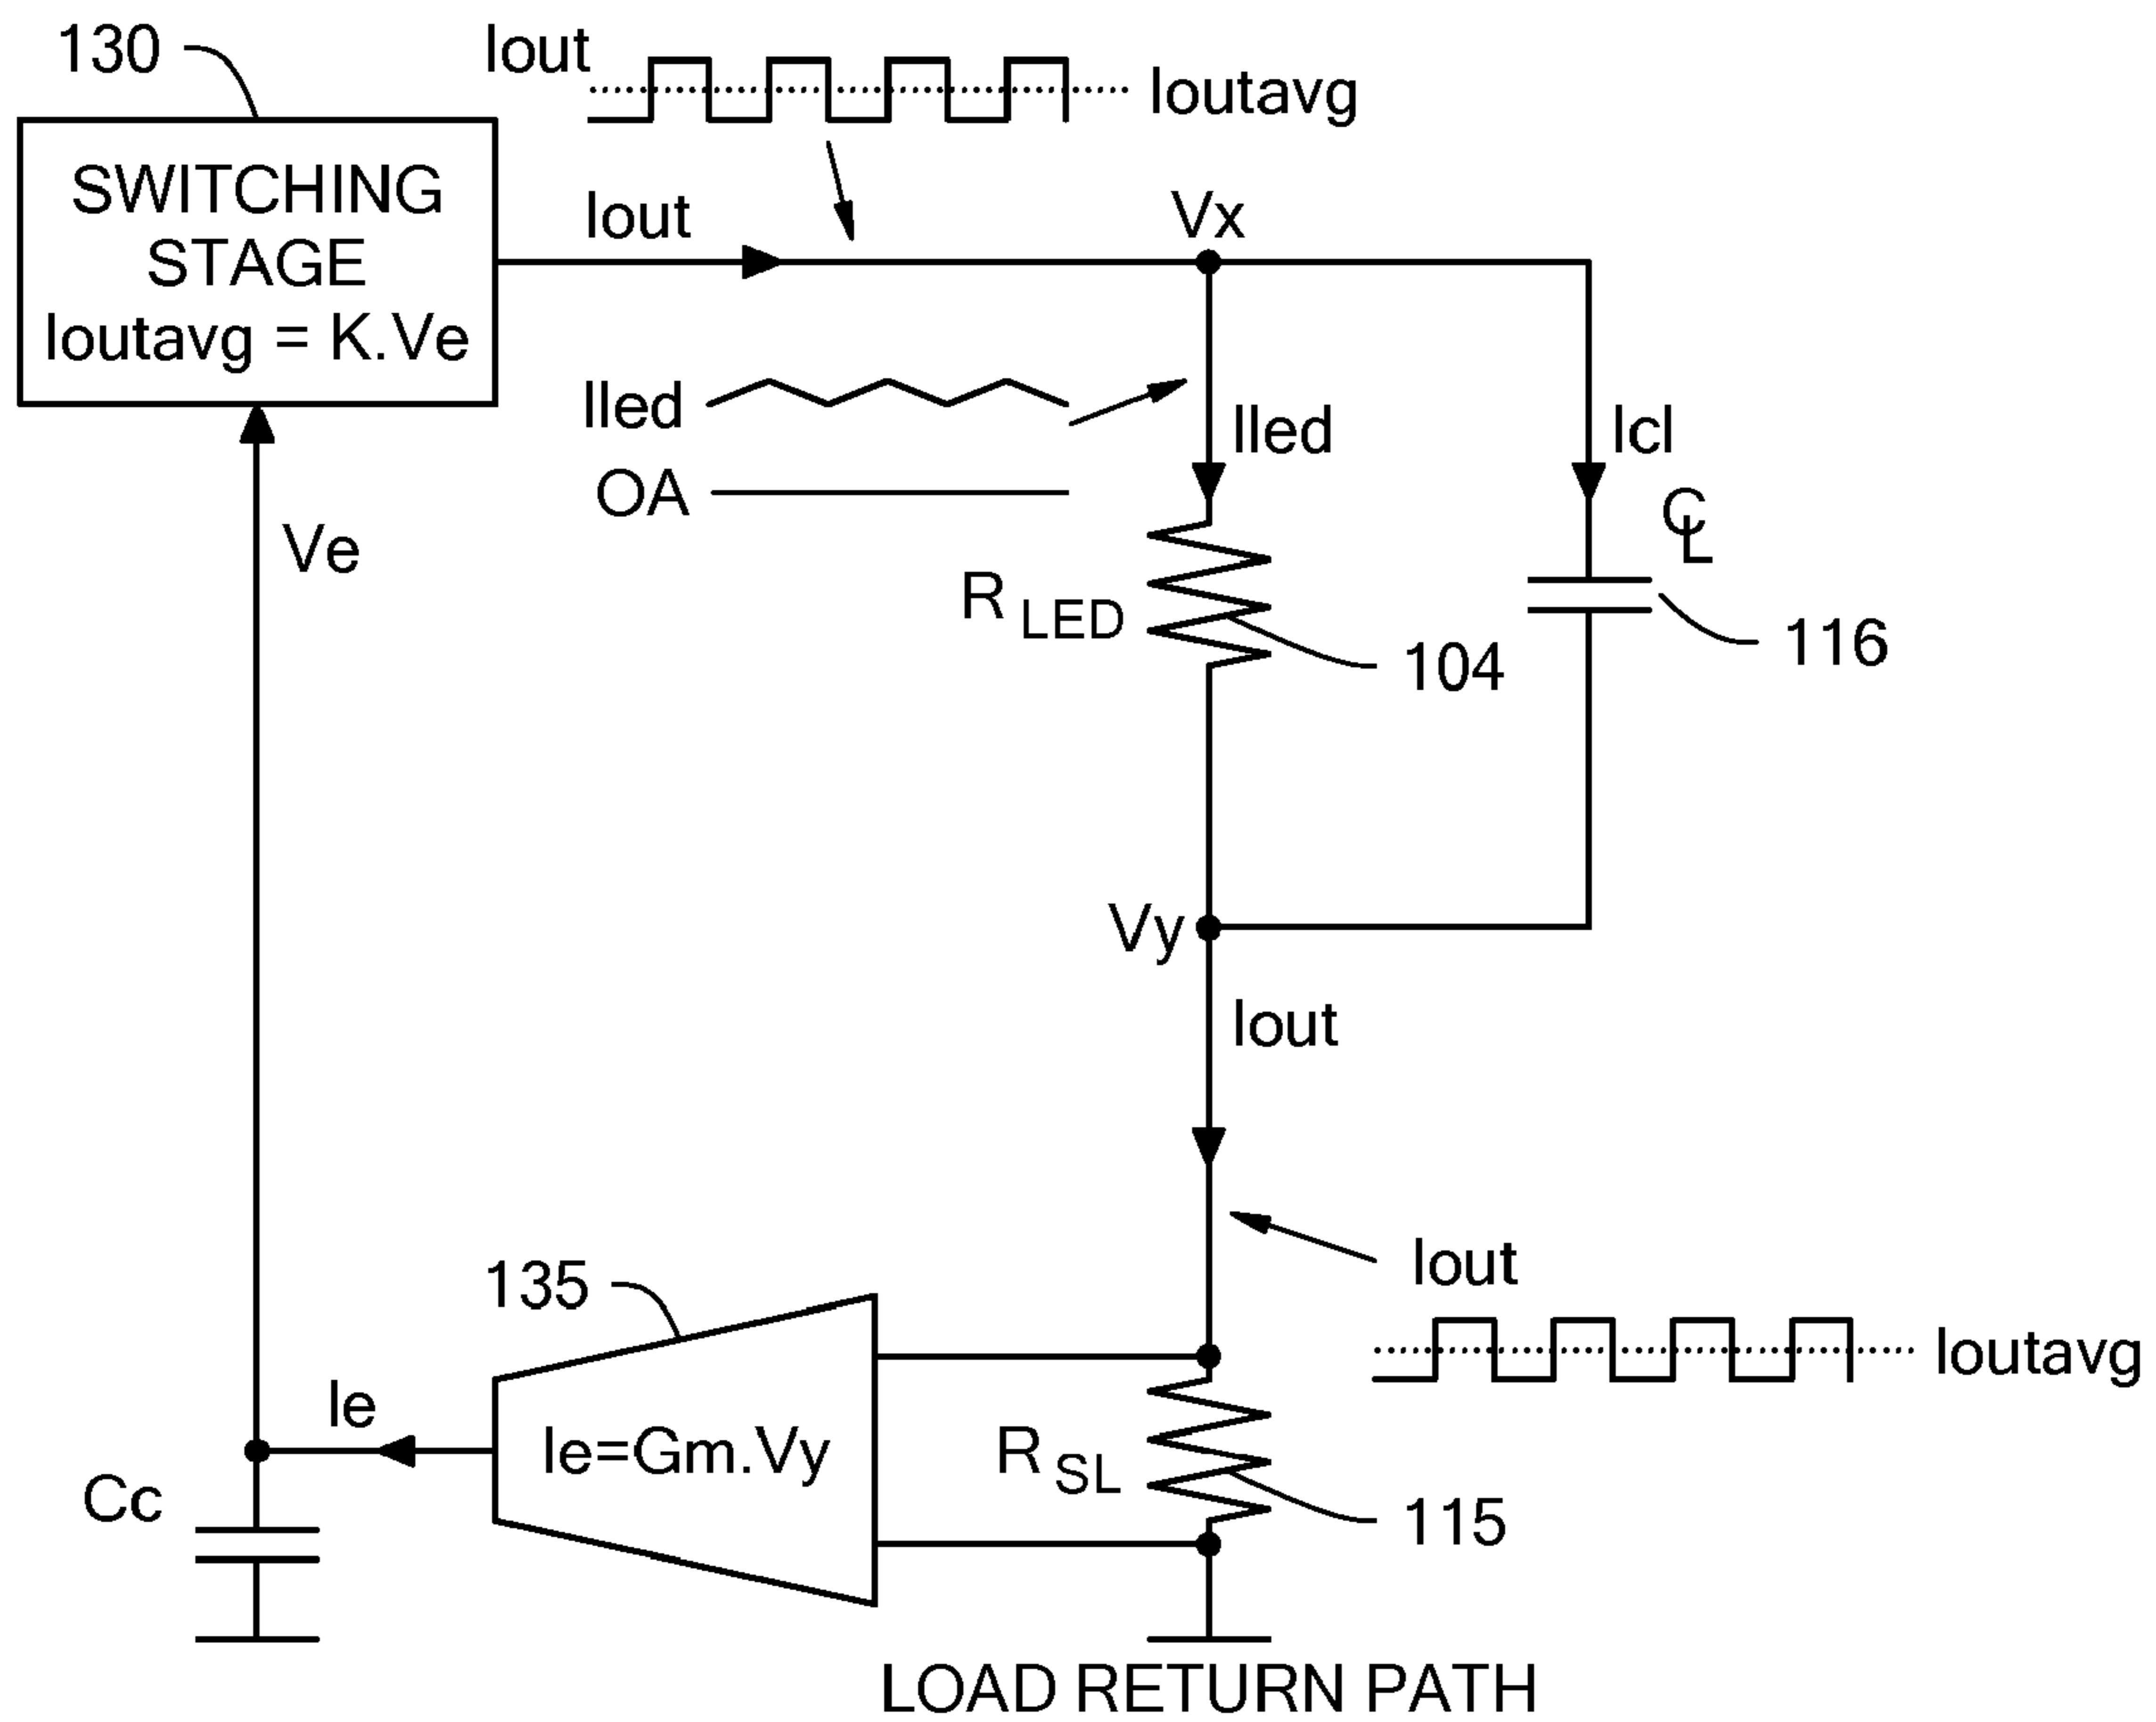 130
SWITCHING
STAGE
Ioutavg = K.Ve
Iout
Ioutavg
Iout
Vx
Iled
OA
Iled
Icl
CL
Ve
R LED
104
116
Vy
Iout
135
Iout
Ioutavg
Ie
Ie=Gm.Vy
R SL
Cc
115
LOAD RETURN PATH